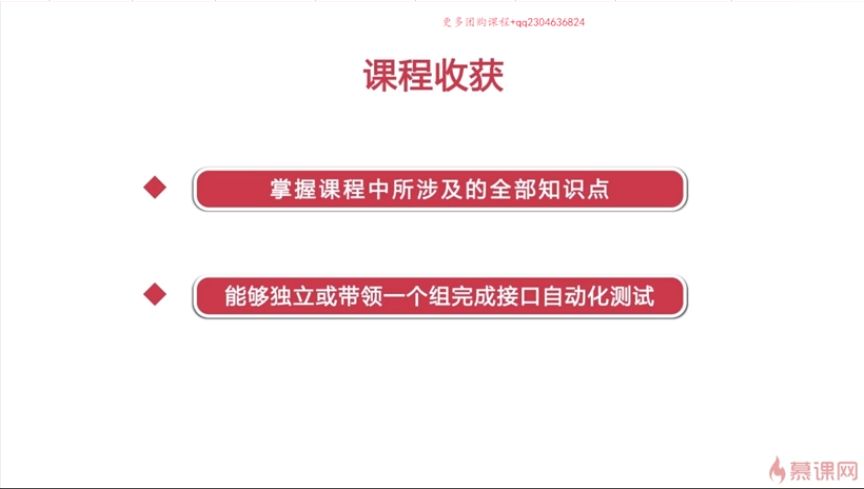 更多团购课程+qq2304636824
课程收获
掌握课程中所涉及的全部知识点
能够独立或带领一个组完成接口自动化测试
慕课网